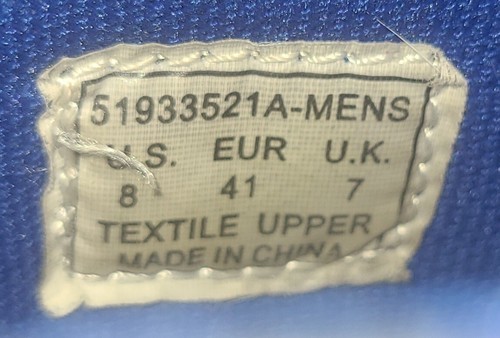 51933521A-MENS
U.S. EUR U.K.
8 41 7
TEXTILE UPPER
MADE IN CHINA